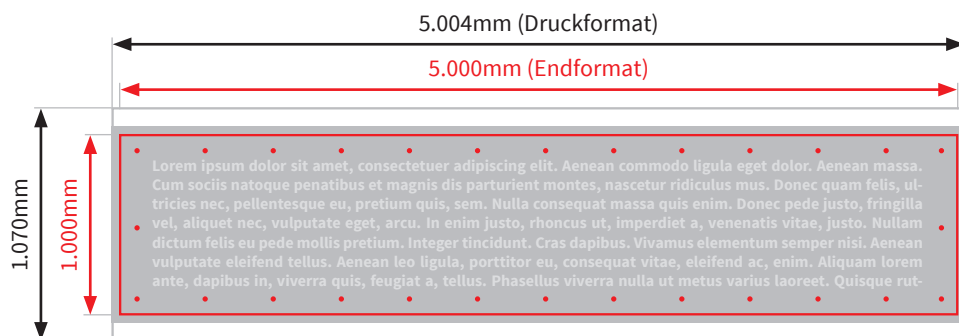 5.004mm (Druckformat)
5.000mm (Endformat)
1.070mm
1.000mm
Lorem ipsum dolor sit amet, consectetuer adipiscing elit. Aenean commodo ligula eget dolor. Aenean massa.
Cum sociis natoque penatibus et magnis dis parturient montes, nascetur ridiculus mus. Donec quam felis, ul-
tricies nec, pellentesque eu, pretium quis, sem. Nulla consequat massa quis enim. Donec pede justo, fringilla
vel, aliquet nec, vulputate eget, arcu. In enim justo, rhoncus ut, imperdiet a, venenatis vitae, justo. Nullam
dictum felis eu pede mollis pretium. Integer tincidunt. Cras dapibus. Vivamus elementum semper nisi. Aenean
vulputate eleifend tellus. Aenean leo ligula, porttitor eu, consequat vitae, eleifend ac, enim. Aliquam lorem
ante, dapibus in, viverra quis, feugiat a, tellus. Phasellus viverra nulla ut metus varius laoreet. Quisque rut-